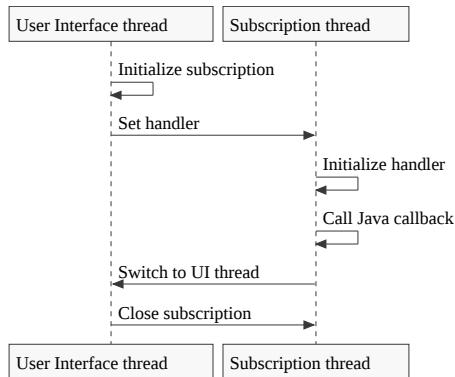 User Interface thread
Subscription thread
Initialize subscription
Set handler
Initialize handler
Call Java callback
Switch to UI thread
Close subscription
User Interface thread
Subscription thread